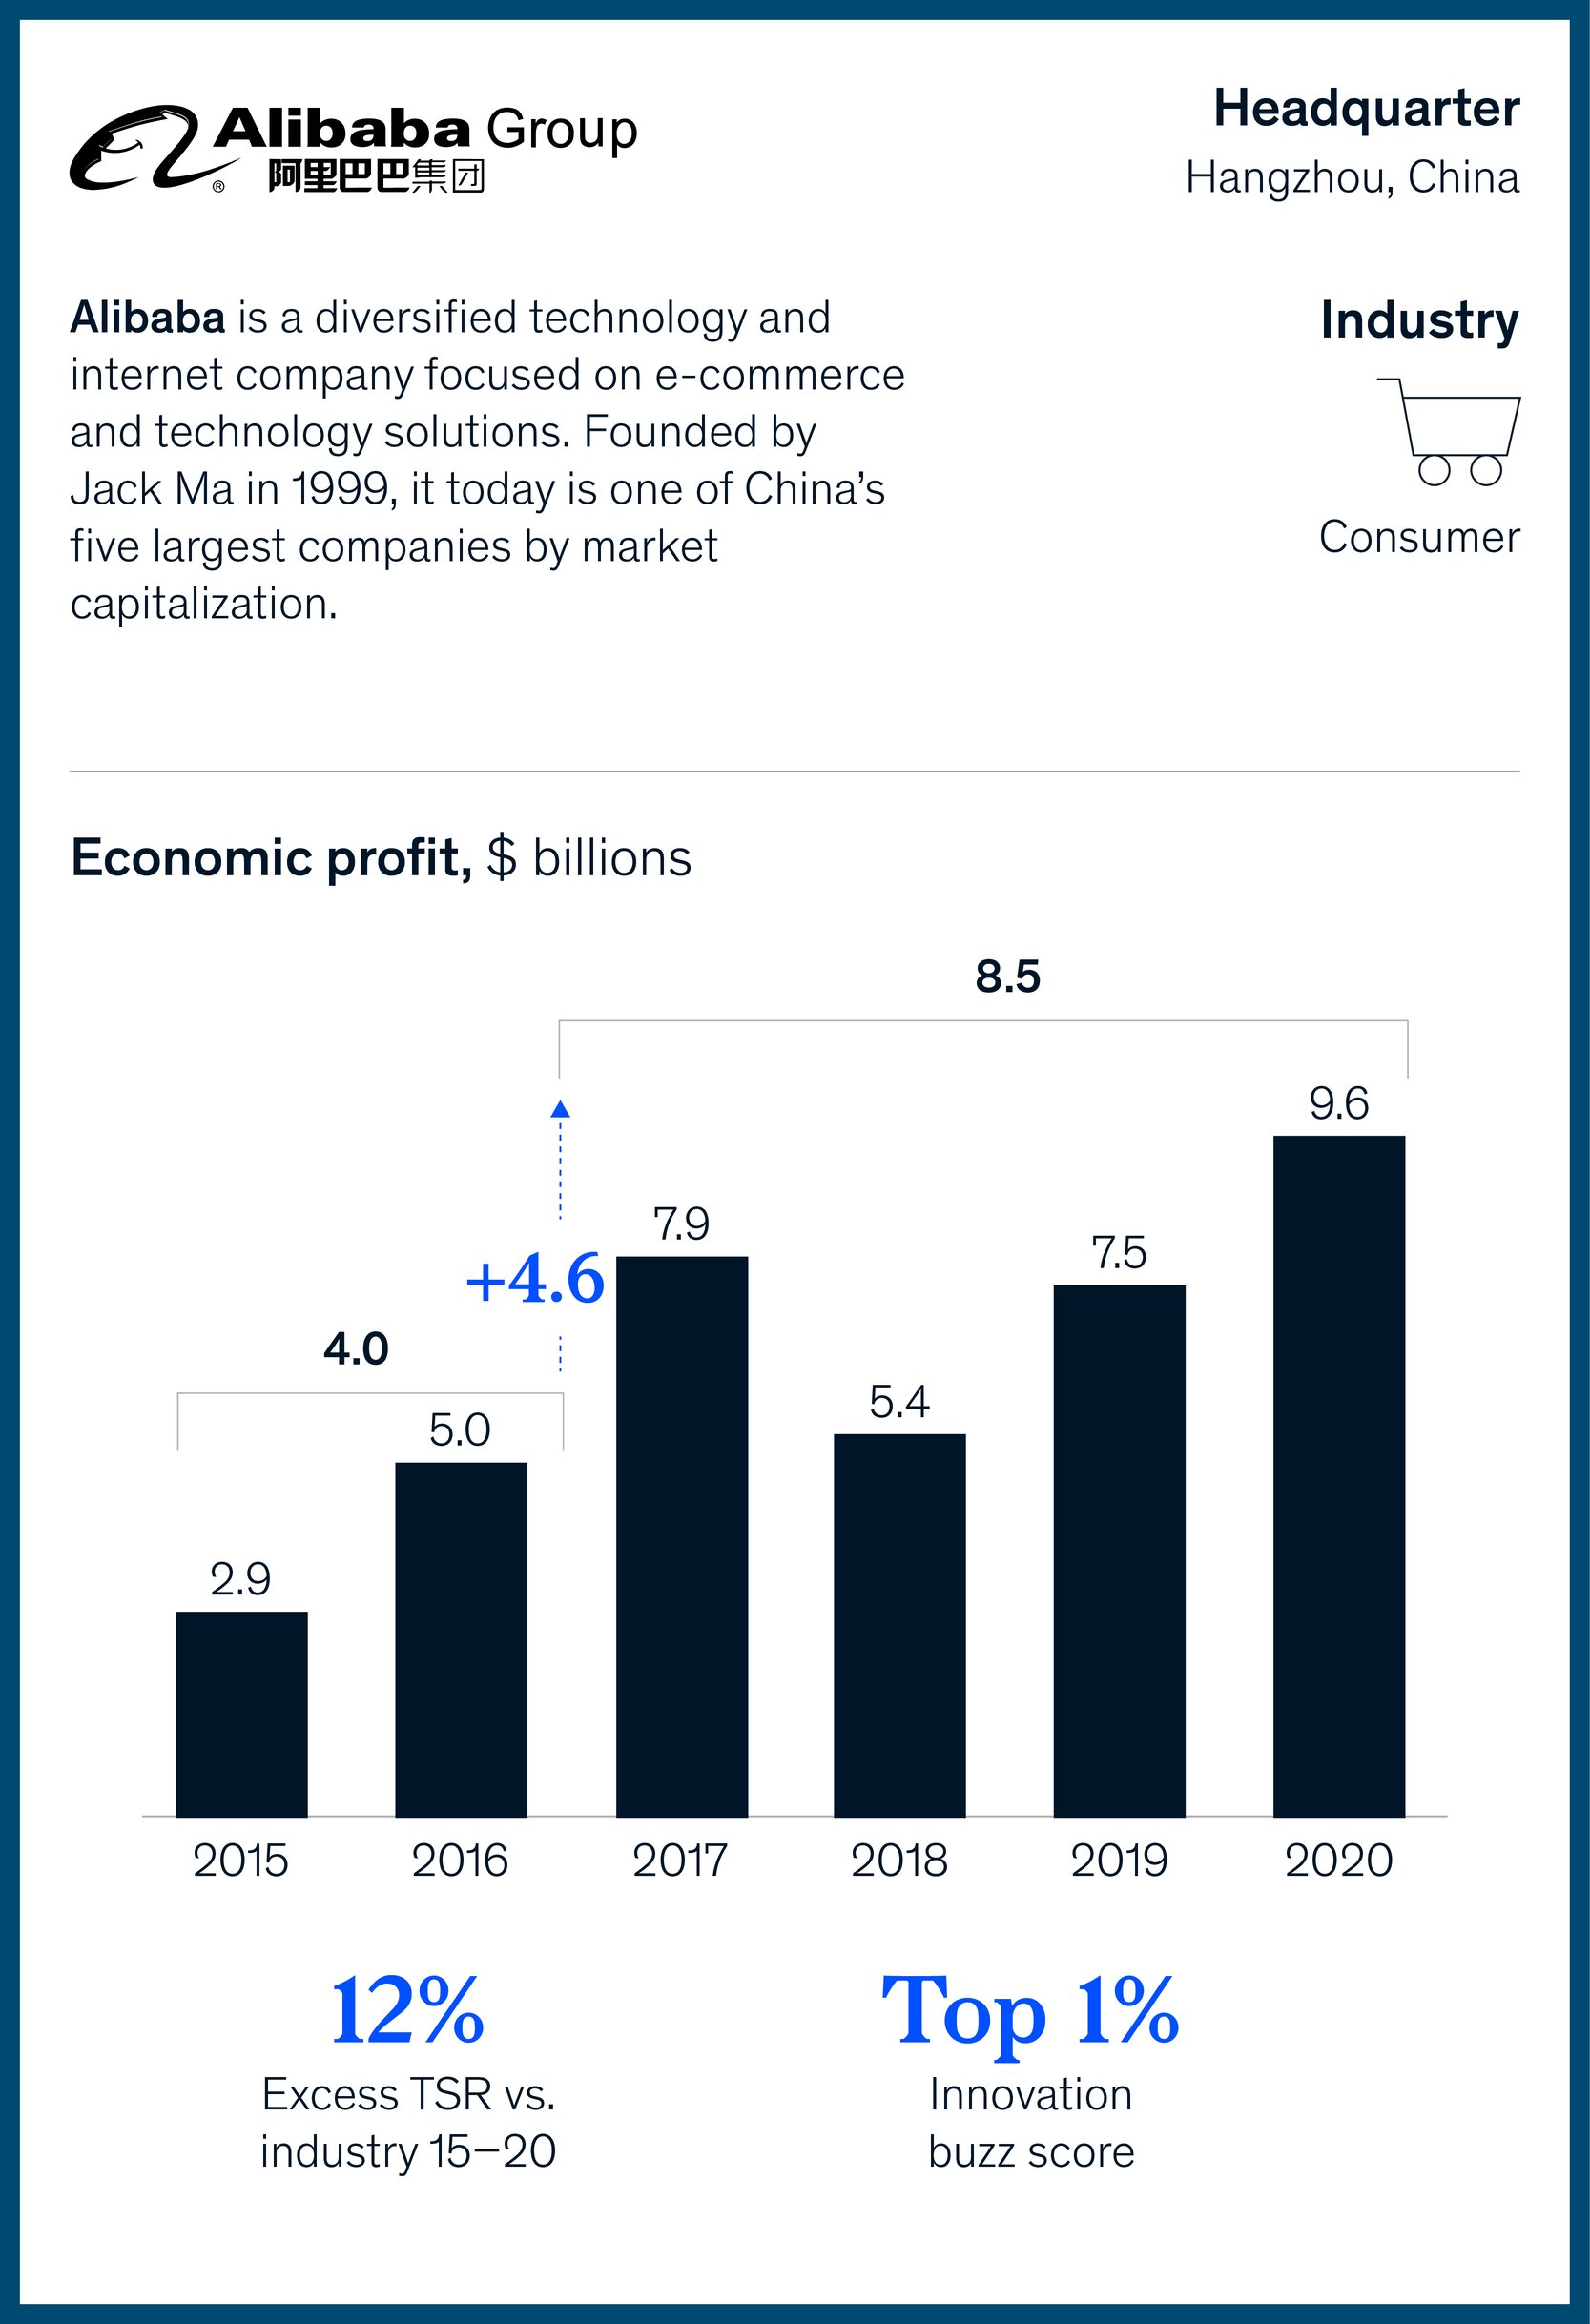 Alibaba Group
阿里巴巴集团
®
Headquarter
Hangzhou, China
Alibaba is a diversified technology and
internet company focused on e-commerce
and technology solutions. Founded by
Jack Ma in 1999, it today is one of China’s
five largest companies by market
capitalization.
Industry
Consumer
Economic profit, $ billions
8.5
9.6
7.9
7.5
+4.6
4.0
5.4
5.0
2.9
2015 2016 2017 2018 2019 2020
12%
Excess TSR vs.
industry 15–20
Top 1%
Innovation
buzz score